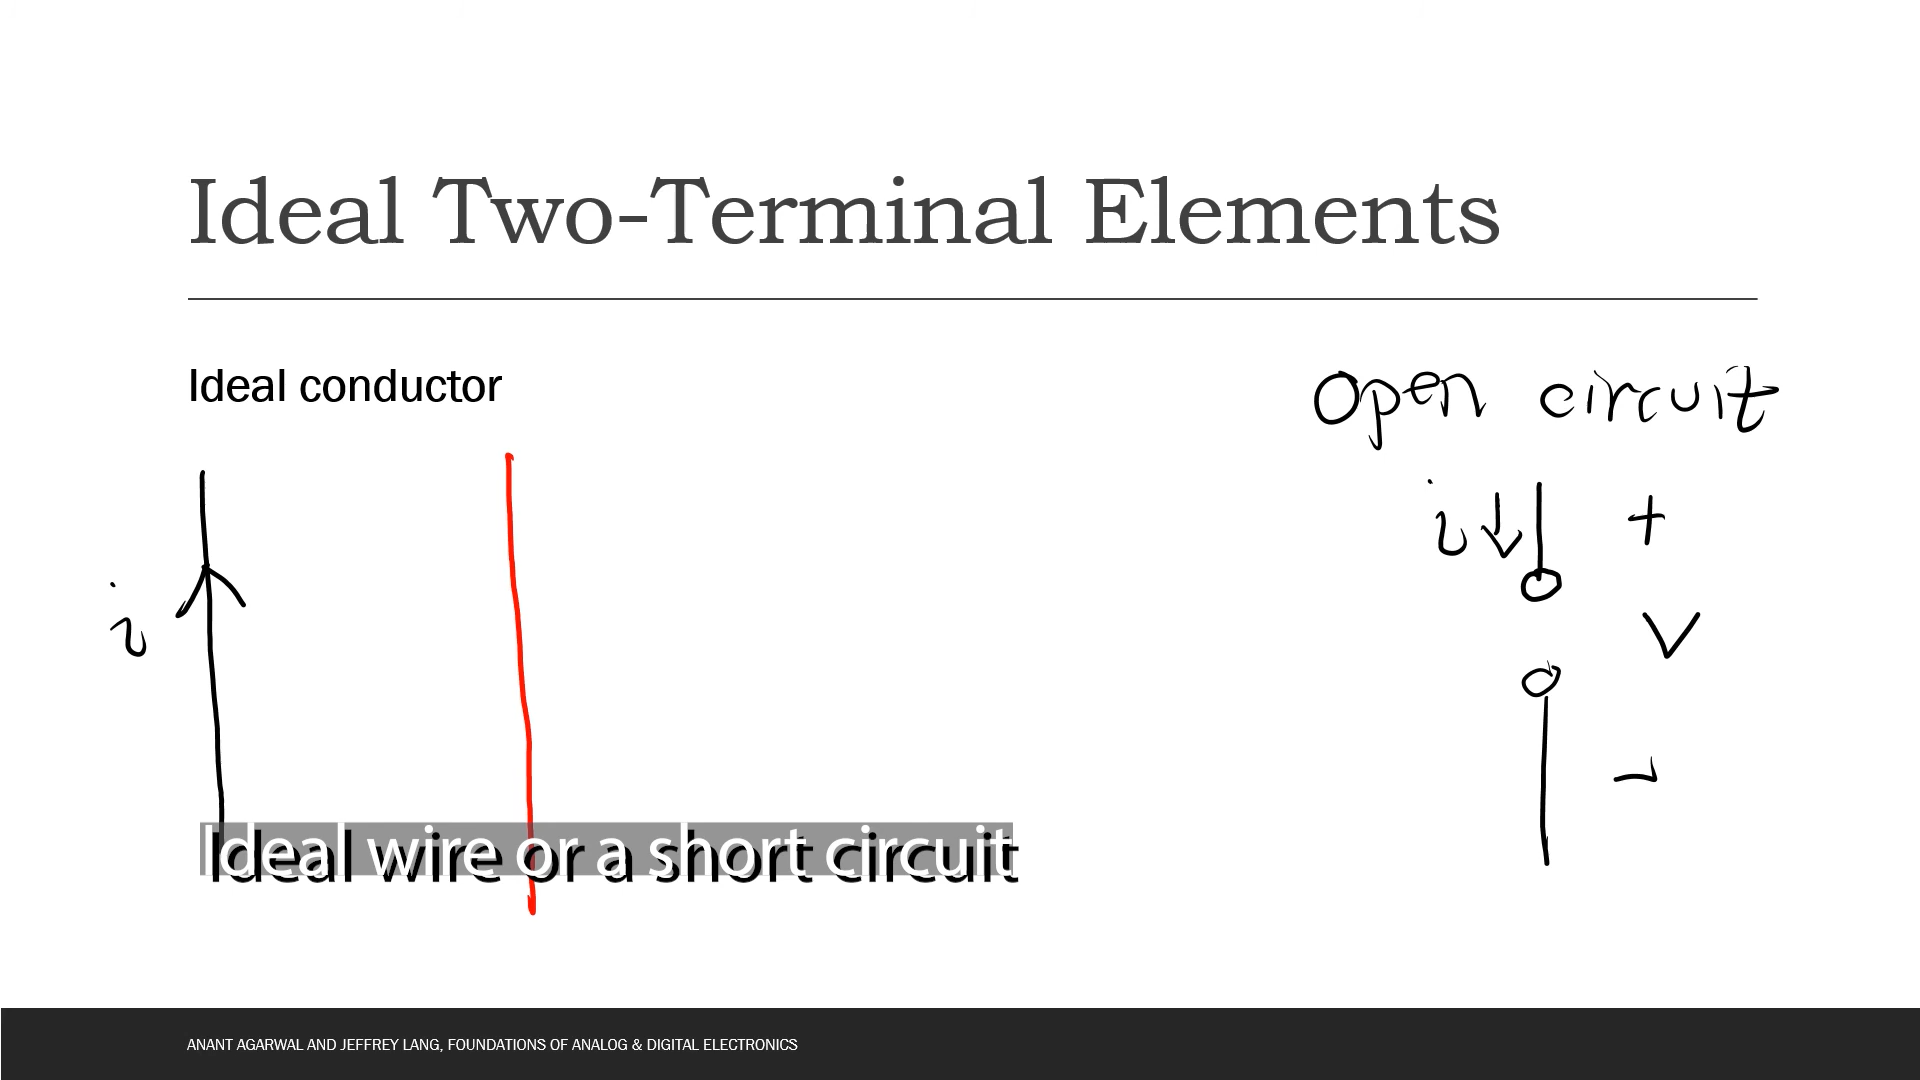 Ideal Two-Terminal Elements
Ideal conductor
open circuit
i
+
i
V
-
Ideal wire or a short circuit
ANANT AGARWAL AND JEFFREY LANG, FOUNDATIONS OF ANALOG & DIGITAL ELECTRONICS